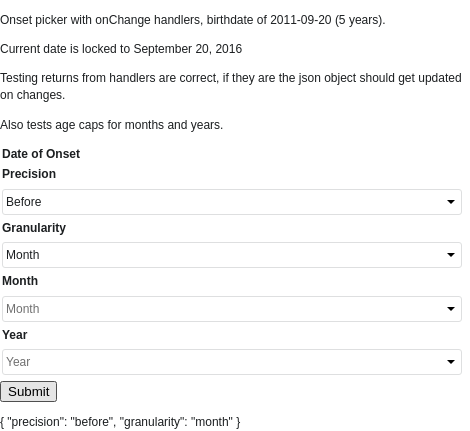 Onset picker with onChange handlers, birthdate of 2011-09-20 (5 years).
Current date is locked to September 20, 2016
Testing returns from handlers are correct, if they are the json object should get updated
on changes.
Also tests age caps for months and years.
Date of Onset
Precision
Before
Granularity
Month
Month
Month
Year
Year
Submit
{ "precision": "before", "granularity": "month" }